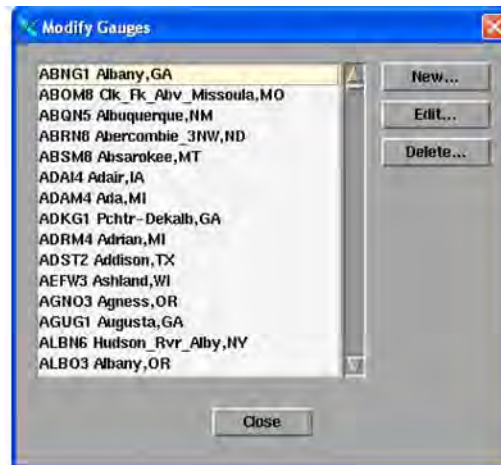 Modify Gauges
ABNG1 Albany,GA
ABOM8 Clk_Fk_Abv_Missoula,MO
ABQN5 Albuquerque,NM
ABRN8 Abercombie_3NW,ND
ABSM8 Absarokee,MT
ADAI4 Adair,IA
ADAM4 Ada,MI
ADKG1 Pchtr-Dekalb,GA
ADRM4 Adrian,MI
ADST2 Addison,TX
AEFW3 Ashland,WI
AGNO3 Agness,OR
AGUG1 Augusta,GA
ALBN6 Hudson_Rvr_Alby,NY
ALBO3 Albany,OR
New...
Edit...
Delete...
Close